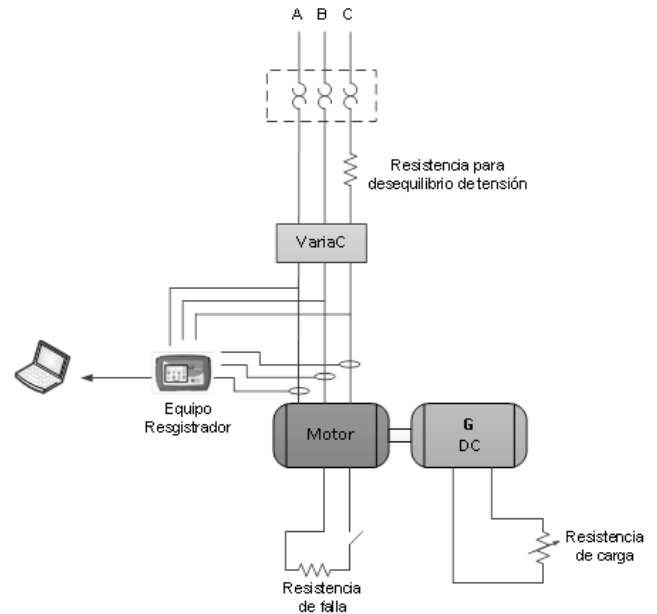 A B C
Resistencia para
desequilibrio de tensión
VariaC
Equipo
Resgistrador
Motor
G
DC
Resistencia
de carga
Resistencia
de falla